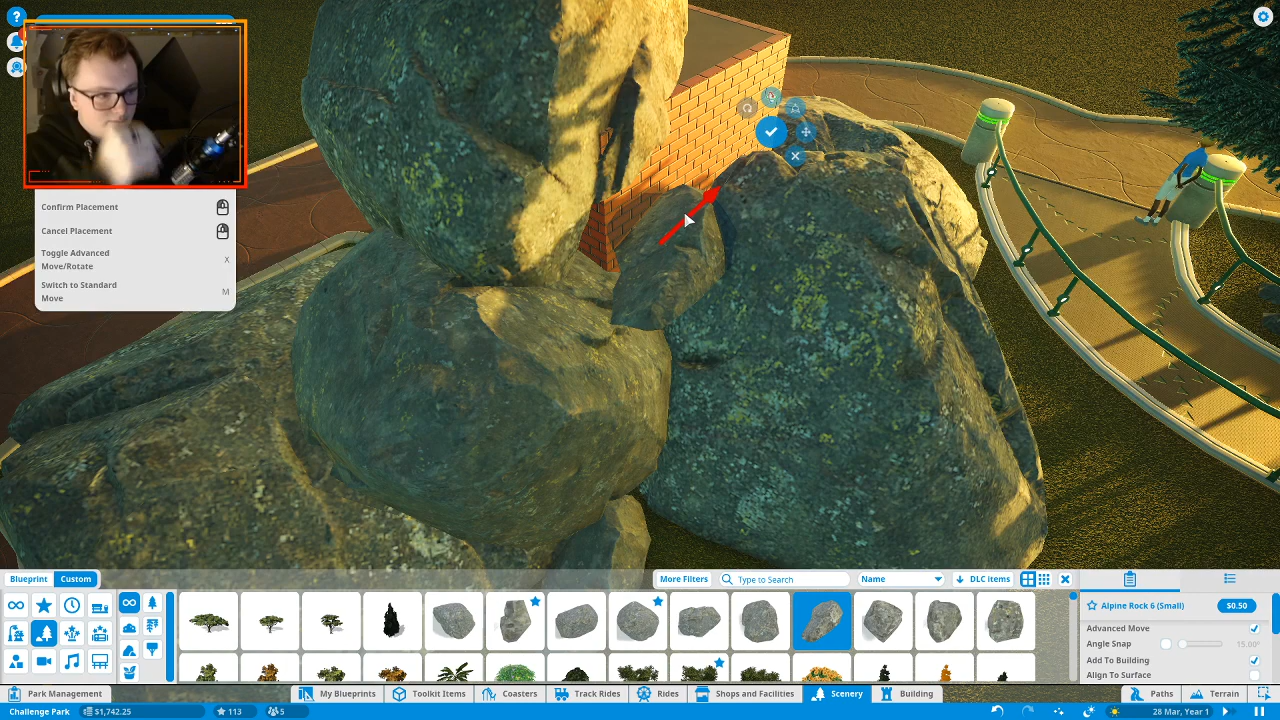 ?
Confirm Placement
Cancel Placement
Toggle Advanced
Move/Rotate X
Switch to Standard
Move M
Blueprint Custom
More Filters Type to Search Name DLC items
Alpine Rock 6 (Small) $0.50
Advanced Move
Angle Snap 15.00°
Add To Building
Align To Surface
Park Management My Blueprints Toolkit Items Coasters Track Rides Rides Shops and Facilities Scenery Building Paths Terrain
Challenge Park $1,742.25 113 5 28 Mar, Year 1